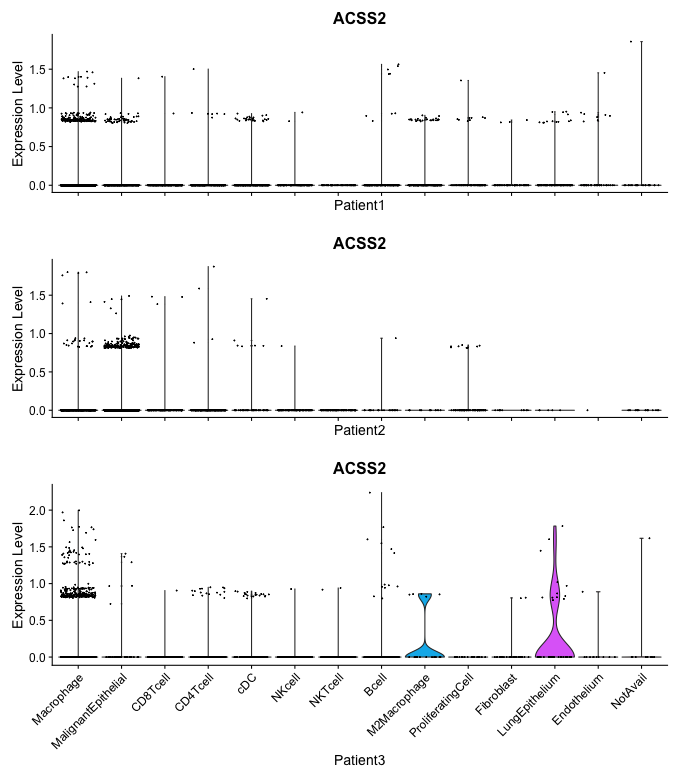 ACSS2
Expression Level
1.5
1.0
0.5
0.0
Patient1
ACSS2
Expression Level
1.5
1.0
0.5
0.0
Patient2
ACSS2
Expression Level
2.0
1.5
1.0
0.5
0.0
Macrophage
MalignantEpithelial
CD8Tcell
CD4Tcell
cDC
NKcell
NKTcell
Bcell
M2Macrophage
ProliferatingCell
Fibroblast
LungEpithelium
Endothelium
NotAvail
Patient3